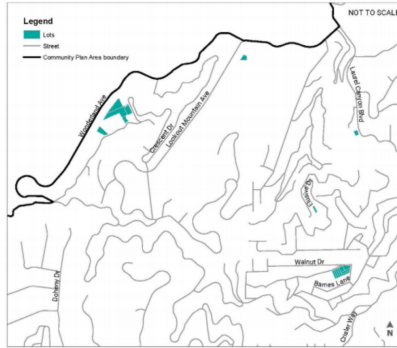 NOT TO SCALE
Legend
Lots
Street
Community Plan Area boundary
Laurel Canyon Blvd
Wonderland Ave
Crescent Dr
Lookout Mountain Ave
Walnut Dr
Doheny Dr
Barnes Lane
N